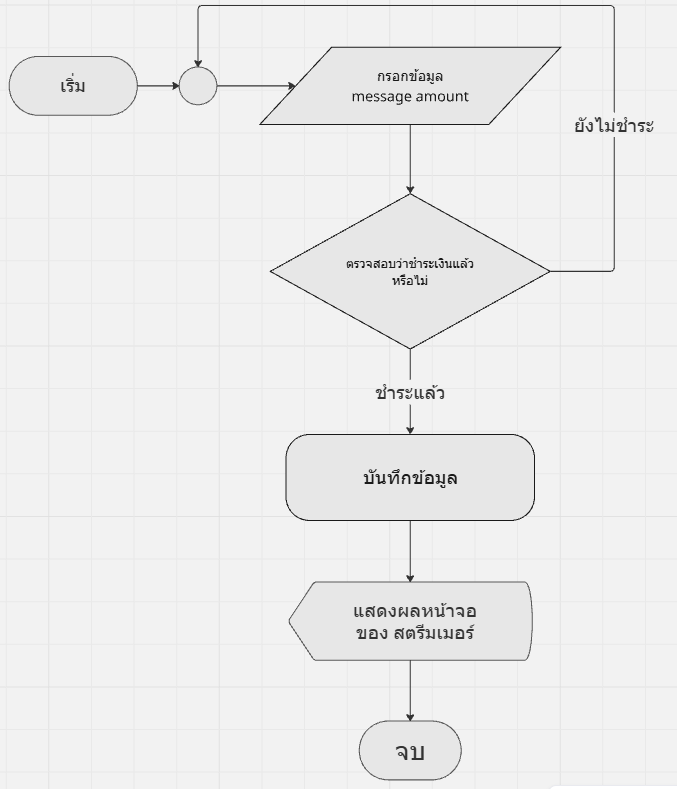 เริ่ม
กรอกข้อมูล
message amount
ยังไม่ชำระ
ตรวจสอบว่าชำระเงินแล้ว
หรือไม่
ชำระแล้ว
บันทึกข้อมูล
แสดงผลหน้าจอ
ของ สตรีมเมอร์
จบ